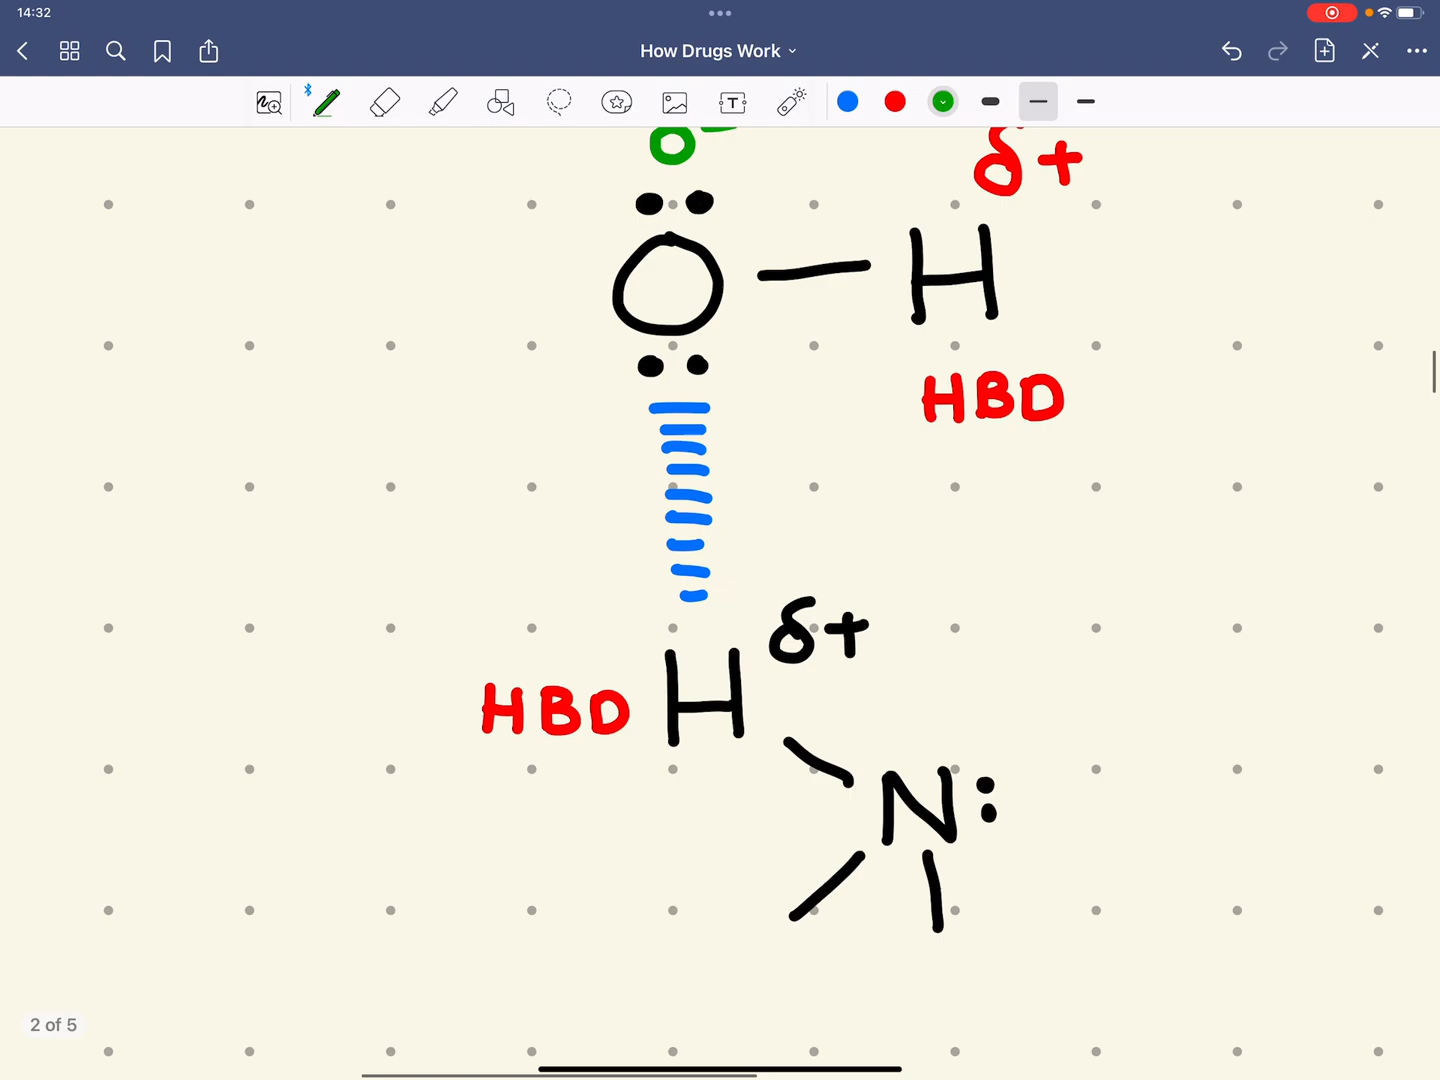 14:32
How Drugs Work
T
δ- δ+
O — H
HBD
δ+
HBD H
N:
2 of 5